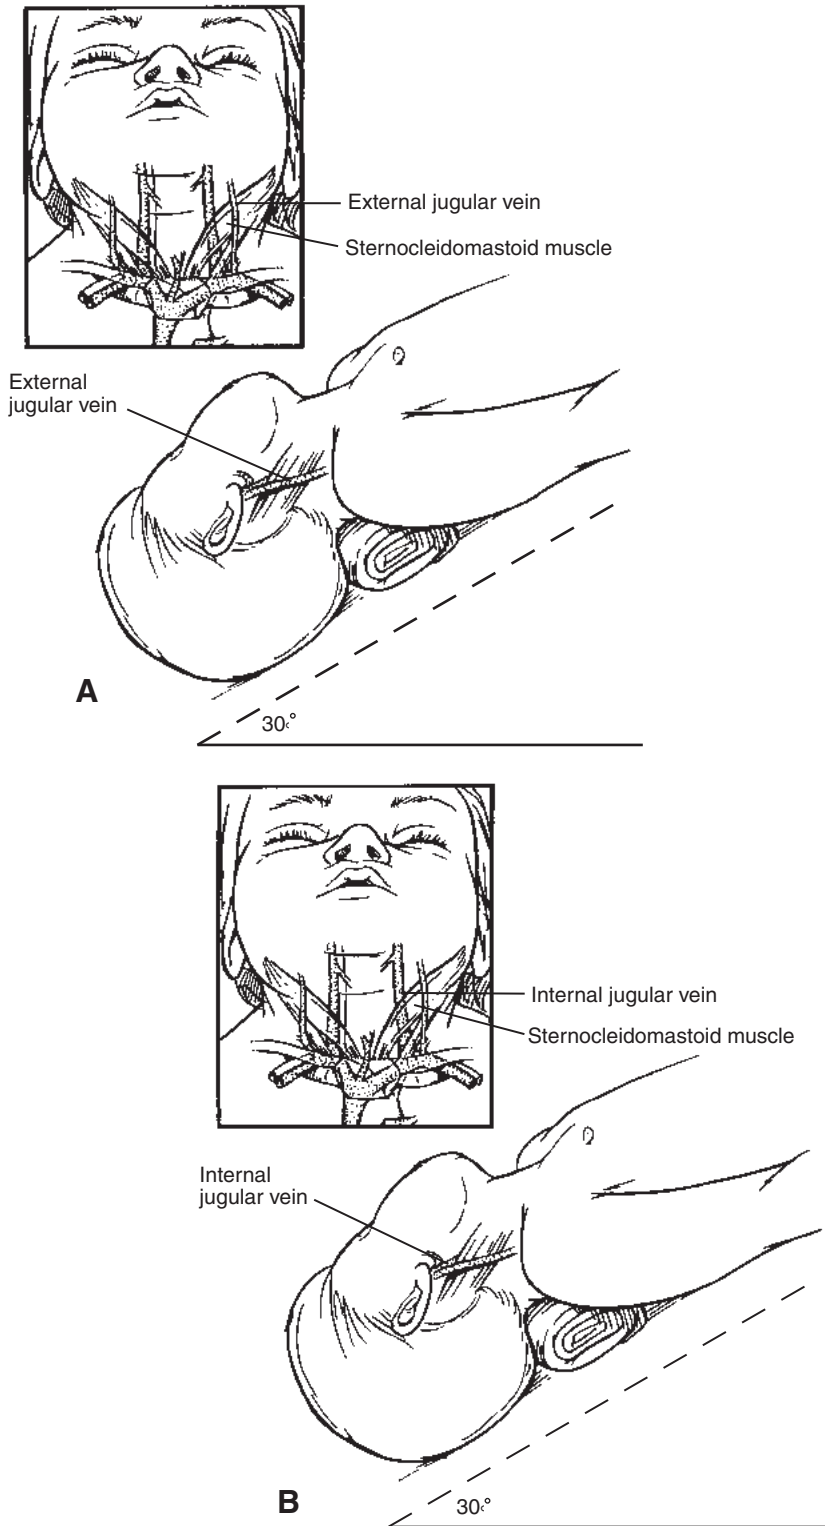 External jugular vein
Sternocleidomastoid muscle
External
jugular vein
A
30°
Internal jugular vein
Sternocleidomastoid muscle
Internal
jugular vein
B
30°